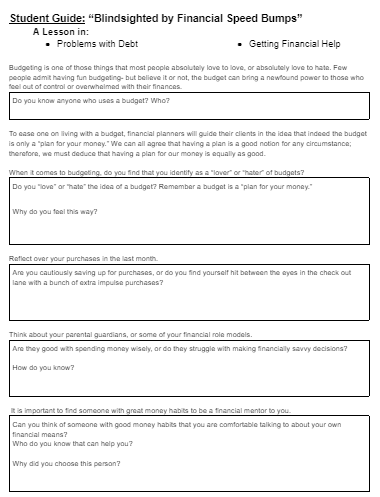 Student Guide: “Blindsighted by Financial Speed Bumps”
A Lesson in:
• Problems with Debt
• Getting Financial Help
Budgeting is one of those things that most people absolutely love to love, or absolutely love to hate. Few
people admit having fun budgeting- but believe it or not, the budget can bring a newfound power to those who
feel out of control or overwhelmed with their finances.
Do you know anyone who uses a budget? Who?
To ease one on living with a budget, financial planners will guide their clients in the idea that indeed the budget
is only a “plan for your money.” We can all agree that having a plan is a good notion for any circumstance;
therefore, we must deduce that having a plan for our money is equally as good.
When it comes to budgeting, do you find that you identify as a “lover” or “hater” of budgets?
Do you “love” or “hate” the idea of a budget? Remember a budget is a “plan for your money.”
Why do you feel this way?
Reflect over your purchases in the last month.
Are you cautiously saving up for purchases, or do you find yourself hit between the eyes in the check out
lane with a bunch of extra impulse purchases?
Think about your parental guardians, or some of your financial role models.
Are they good with spending money wisely, or do they struggle with making financially savvy decisions?
How do you know?
It is important to find someone with great money habits to be a financial mentor to you.
Can you think of someone with good money habits that you are comfortable talking to about your own
financial means?
Who do you know that can help you?
Why did you choose this person?